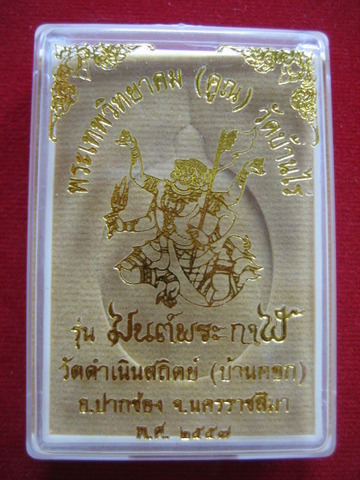 พระเทพวิทยาคม (คูณ) วัดบ้านไร่
รุ่น มนต์พระกาฬ
วัดดำเนินสถิตย์ (บ้านคซก)
อ.ปากช่อง จ.นครราชสีมา
พ.ศ. ๒๕๕๗